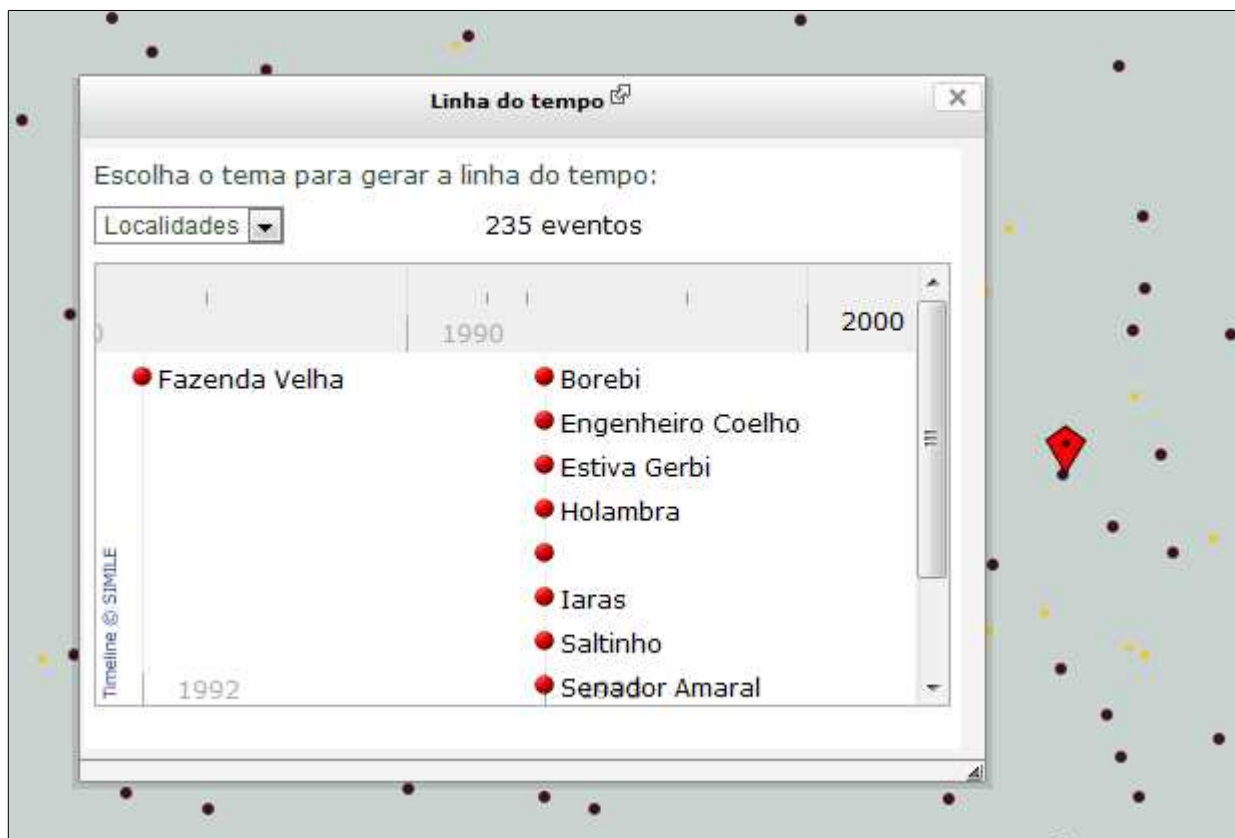 Linha do tempo
Escolha o tema para gerar a linha do tempo:
Localidades
235 eventos
1990
2000
Fazenda Velha
Borebi
Engenheiro Coelho
Estiva Gerbi
Holambra
Iaras
Saltinho
Senador Amaral
1992
Timeline © SIMILE